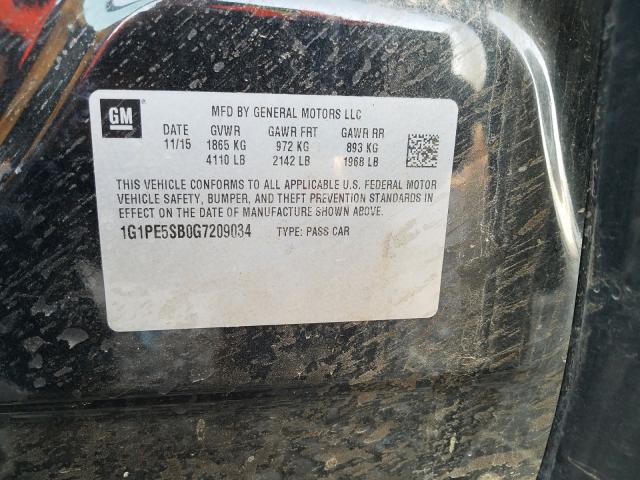 GM
MFD BY GENERAL MOTORS LLC
DATE GVWR GAWR FRT GAWR RR
11/15 1865 KG 972 KG 893 KG
4110 LB 2142 LB 1968 LB
THIS VEHICLE CONFORMS TO ALL APPLICABLE U.S. FEDERAL MOTOR
VEHICLE SAFETY, BUMPER, AND THEFT PREVENTION STANDARDS IN
EFFECT ON THE DATE OF MANUFACTURE SHOWN ABOVE.
1G1PE5SB0G7209034 TYPE: PASS CAR